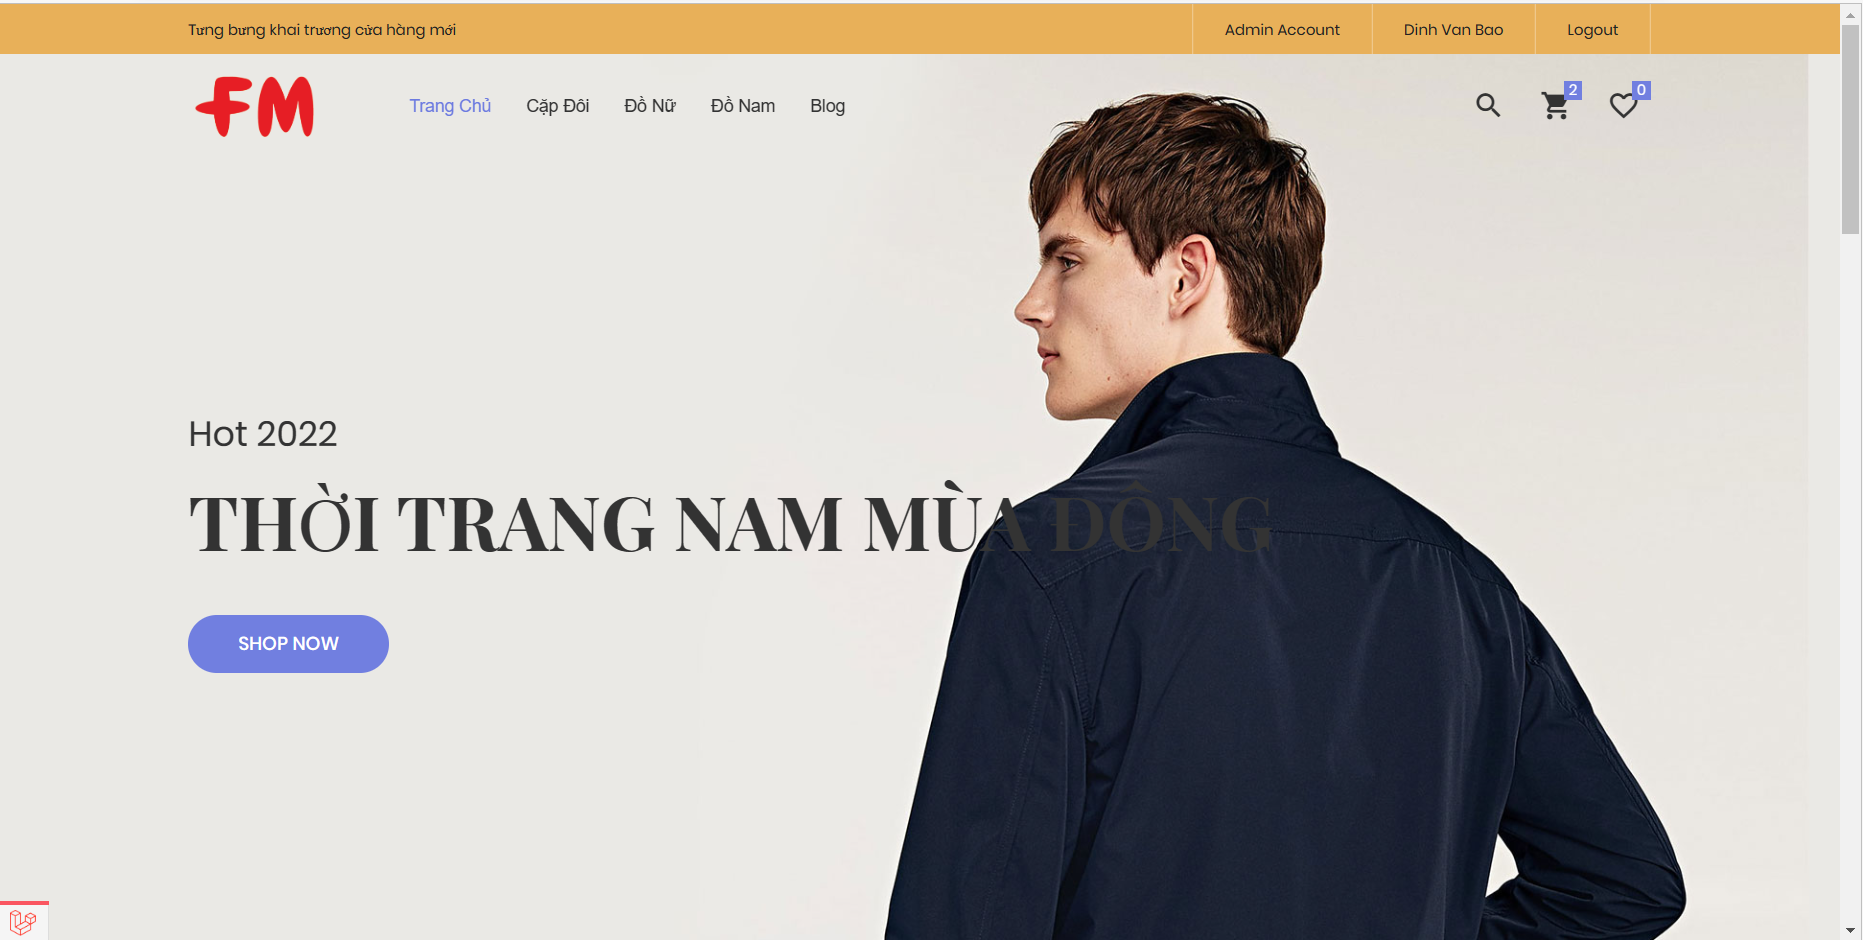 Tưng bưng khai trương cửa hàng mới
Admin Account
Dinh Van Bao
Logout
FM
Trang Chủ
Cặp Đôi
Đồ Nữ
Đồ Nam
Blog
2
0
Hot 2022
THỜI TRANG NAM MÙA ĐÔNG
SHOP NOW